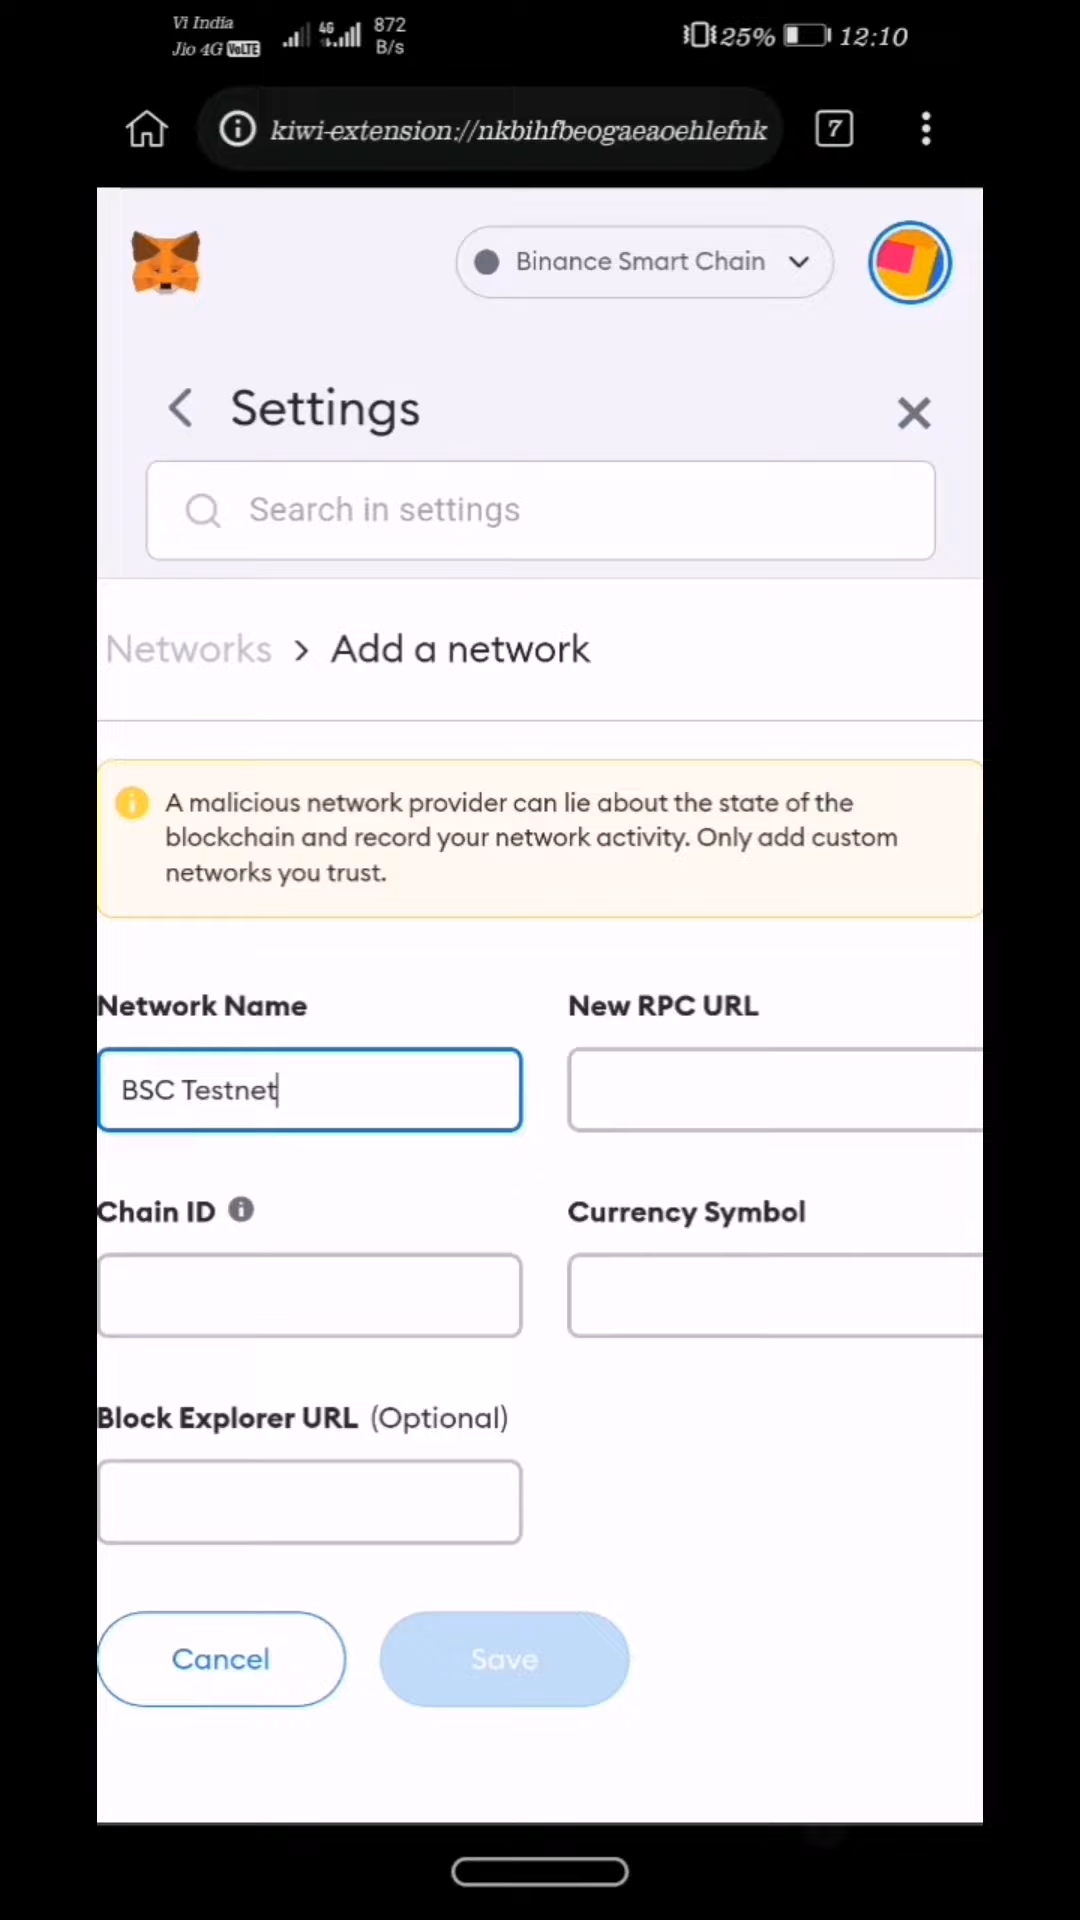 Vi India
Jio 4G VoLTE
4G
872
B/s
25%
12:10
kiwi-extension://nkbihfbeogaeaoehlefnk
7
Binance Smart Chain
Settings
Search in settings
Networks > Add a network
A malicious network provider can lie about the state of the
blockchain and record your network activity. Only add custom
networks you trust.
Network Name
New RPC URL
BSC Testnet
Chain ID
Currency Symbol
Block Explorer URL (Optional)
Cancel
Save